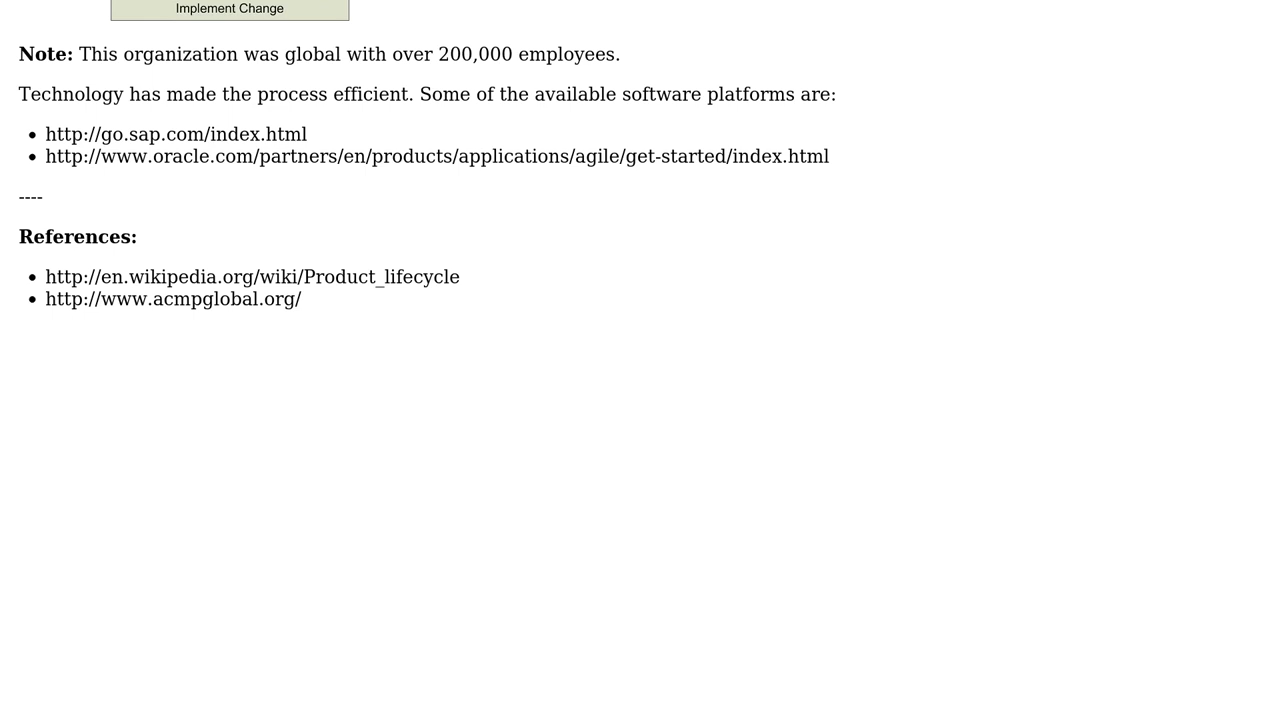 Implement Change
Note: This organization was global with over 200,000 employees.
Technology has made the process efficient. Some of the available software platforms are:
• http://go.sap.com/index.html
• http://www.oracle.com/partners/en/products/applications/agile/get-started/index.html
----
References:
• http://en.wikipedia.org/wiki/Product_lifecycle
• http://www.acmpglobal.org/